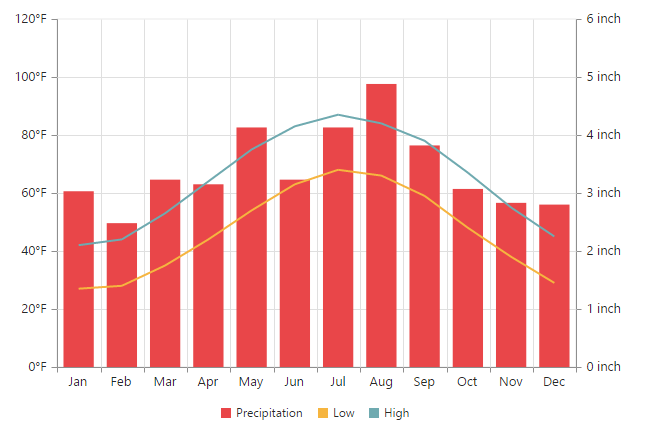 120°F 6 inch
100°F 5 inch
80°F 4 inch
60°F 3 inch
40°F 2 inch
20°F 1 inch
0°F 0 inch
Jan Feb Mar Apr May Jun Jul Aug Sep Oct Nov Dec
Precipitation Low High